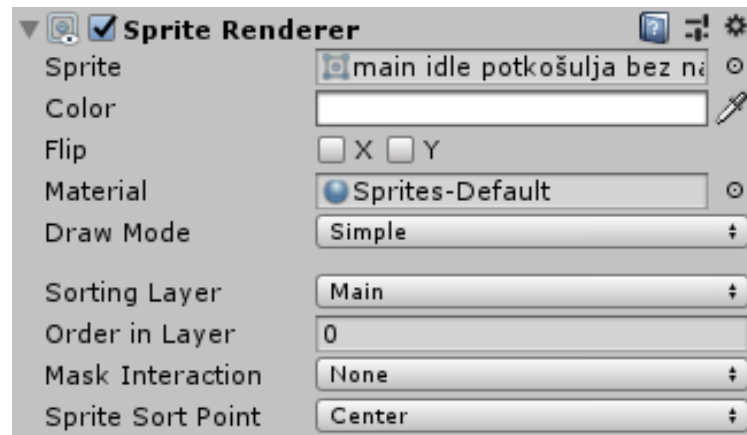 Sprite Renderer
Sprite main idle potkošulja bez na
Color
Flip X Y
Material Sprites-Default
Draw Mode Simple
Sorting Layer Main
Order in Layer 0
Mask Interaction None
Sprite Sort Point Center